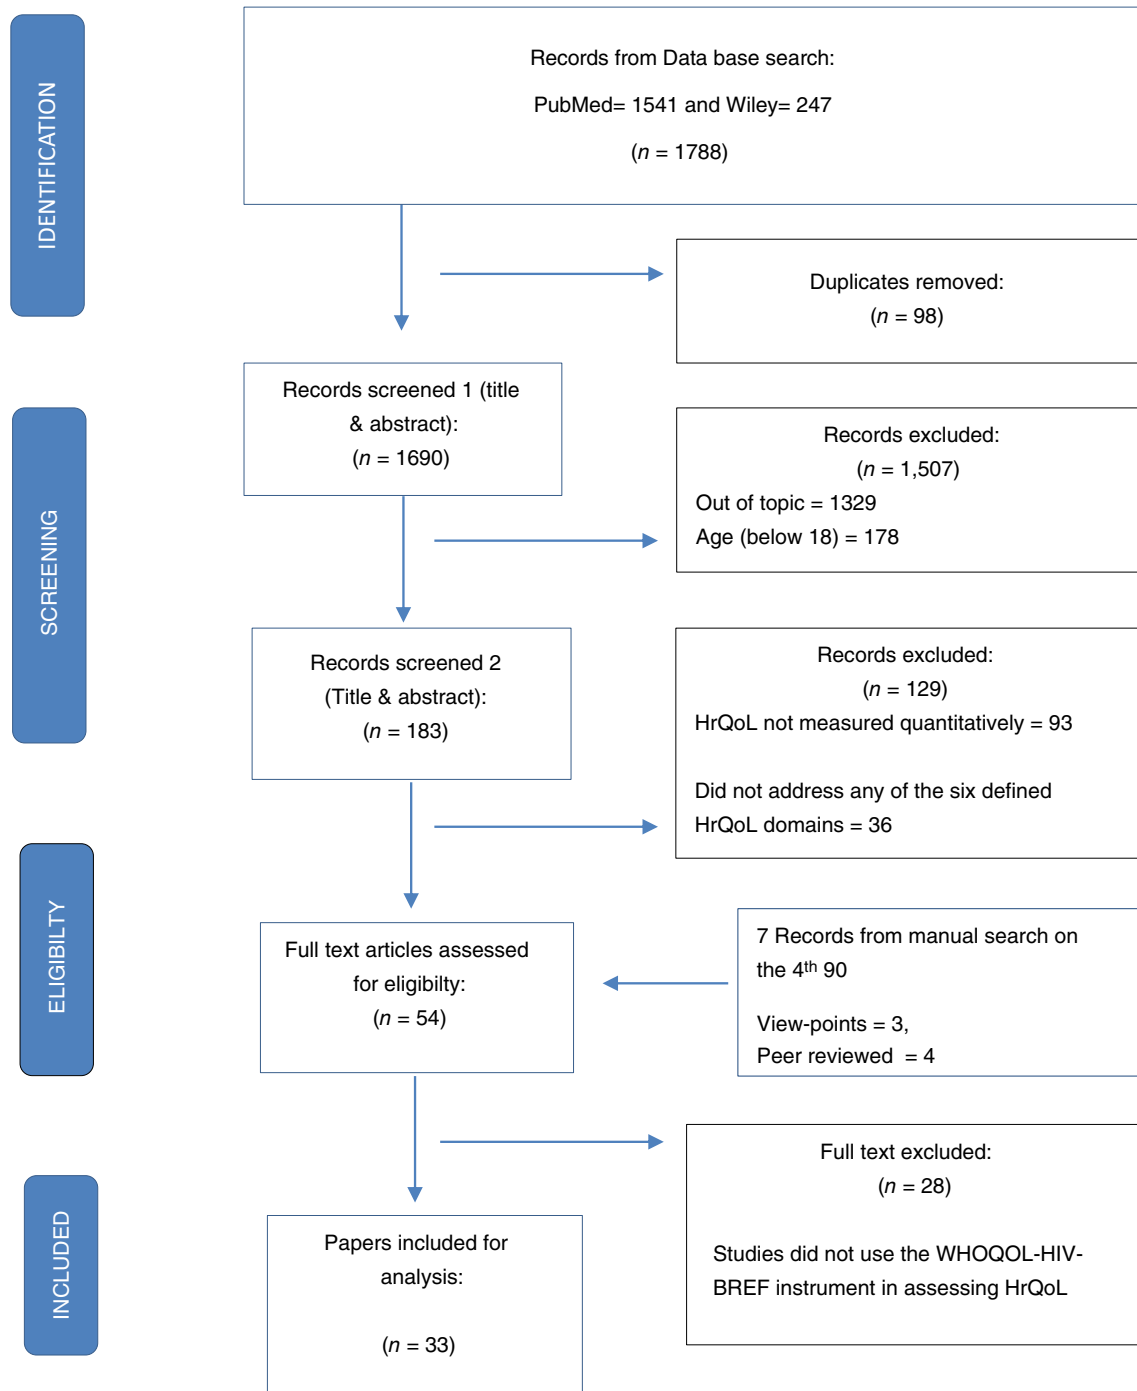 IDENTIFICATION
Records from Data base search:
PubMed= 1541 and Wiley= 247
(n = 1788)
Duplicates removed:
(n = 98)
SCREENING
Records screened 1 (title
& abstract):
(n = 1690)
Records excluded:
(n = 1,507)
Out of topic = 1329
Age (below 18) = 178
Records screened 2
(Title & abstract):
(n = 183)
Records excluded:
(n = 129)
HrQoL not measured quantitatively = 93
Did not address any of the six defined
HrQoL domains = 36
ELIGIBILTY
Full text articles assessed
for eligibilty:
(n = 54)
7 Records from manual search on
the 4th 90
View-points = 3,
Peer reviewed = 4
Full text excluded:
(n = 28)
Studies did not use the WHOQOL-HIV-
BREF instrument in assessing HrQoL
INCLUDED
Papers included for
analysis:
(n = 33)